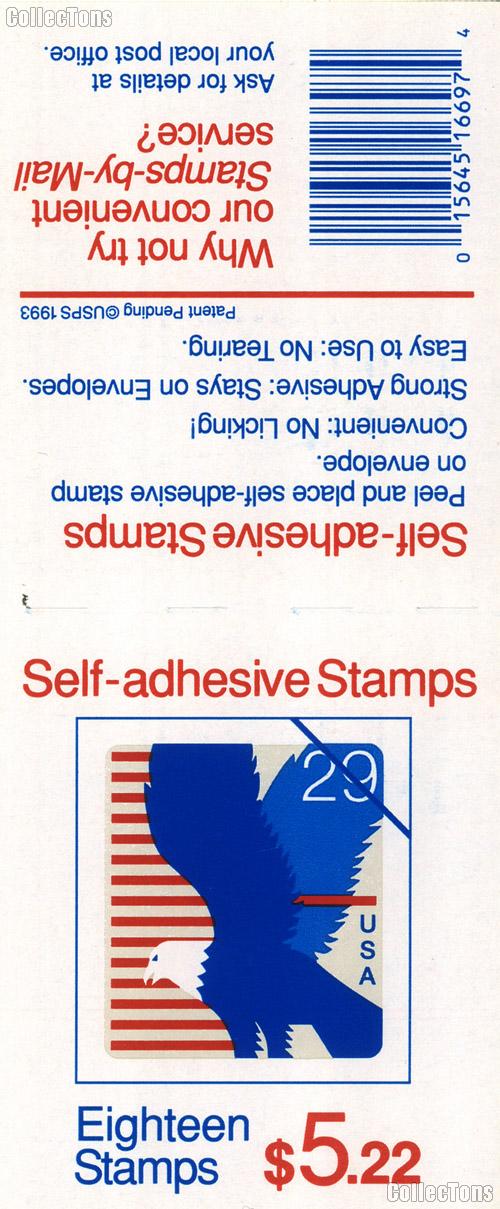 CollecTons
Self-adhesive Stamps
Peel and place self-adhesive stamp
on envelope.
Convenient: No Licking!
Strong Adhesive: Stays on Envelopes.
Easy to Use: No Tearing.
Patent Pending ©USPS 1993
Why not try
our convenient
Stamps-by-Mail
service?
Ask for details at
your local post office.
0 15645 16697 4
Self-adhesive Stamps
29
USA
Eighteen
Stamps
$5.22
CollecTons